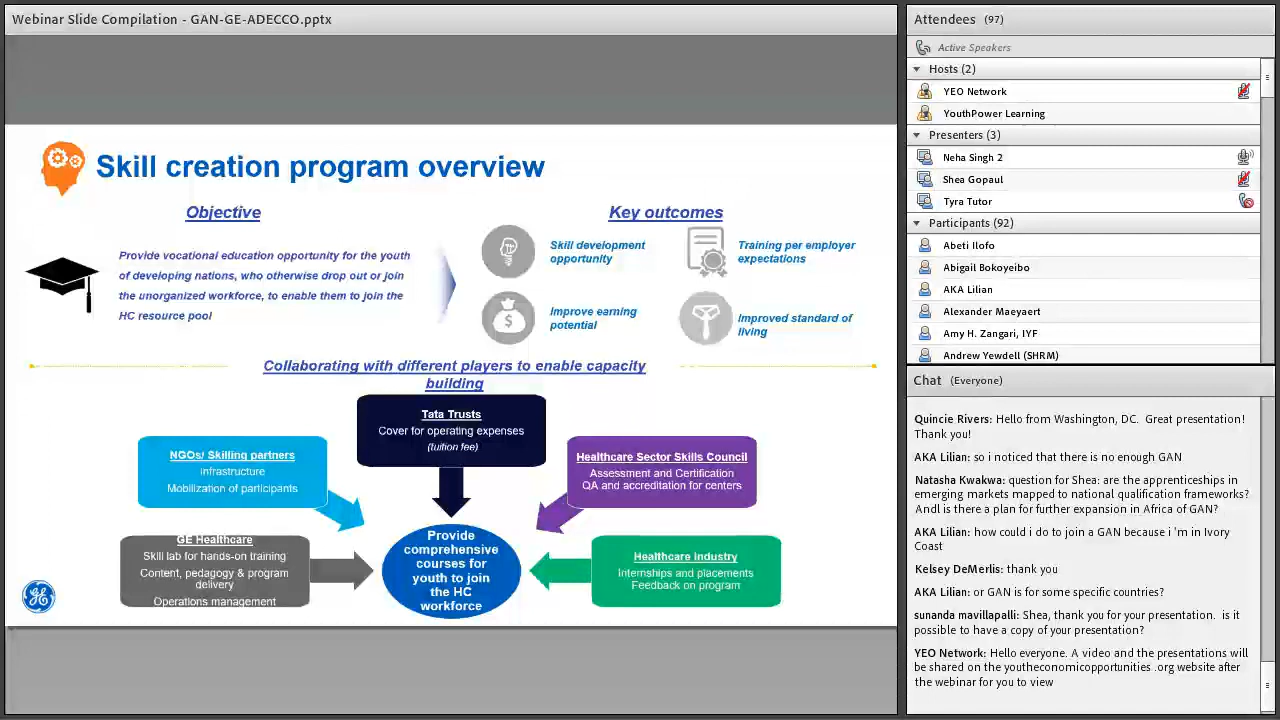 Webinar Slide Compilation - GAN-GE-ADECCO.pptx
Skill creation program overview
Objective
Provide vocational education opportunity for the youth
of developing nations, who otherwise drop out or join
the unorganized workforce, to enable them to join the
HC resource pool
Key outcomes
Skill development
opportunity
Training per employer
expectations
Improve earning
potential
Improved standard of
living
Collaborating with different players to enable capacity
building
Tata Trusts
Cover for operating expenses
(tuition fee)
NGOs/ Skilling partners
Infrastructure
Mobilization of participants
Healthcare Sector Skills Council
Assessment and Certification
QA and accreditation for centers
GE Healthcare
Skill lab for hands-on training
Content, pedagogy & program
delivery
Operations management
Provide
comprehensive
courses for
youth to join
the HC
workforce
Healthcare Industry
Internships and placements
Feedback on program
GE
Attendees (97)
Active Speakers
Hosts (2)
YEO Network
YouthPower Learning
Presenters (3)
Neha Singh 2
Shea Gopaul
Tyra Tutor
Participants (92)
Abeti Ilofo
Abigail Bokoyeibo
AKA Lilian
Alexander Maeyaert
Amy H. Zangari, IYF
Andrew Yewdell (SHRM)
Chat (Everyone)
Quincie Rivers: Hello from Washington, DC. Great presentation!
Thank you!
AKA Lilian: so i noticed that there is no enough GAN
Natasha Kwakwa: question for Shea: are the apprenticeships in
emerging markets mapped to national qualification frameworks?
AndI is there a plan for further expansion in Africa of GAN?
AKA Lilian: how could i do to join a GAN because i 'm in Ivory
Coast
Kelsey DeMerlis: thank you
AKA Lilian: or GAN is for some specific countries?
sunanda mavillapalli: Shea, thank you for your presentation. is it
possible to have a copy of your presentation?
YEO Network: Hello everyone. A video and the presentations will
be shared on the youtheconomicopportunities .org website after
the webinar for you to view